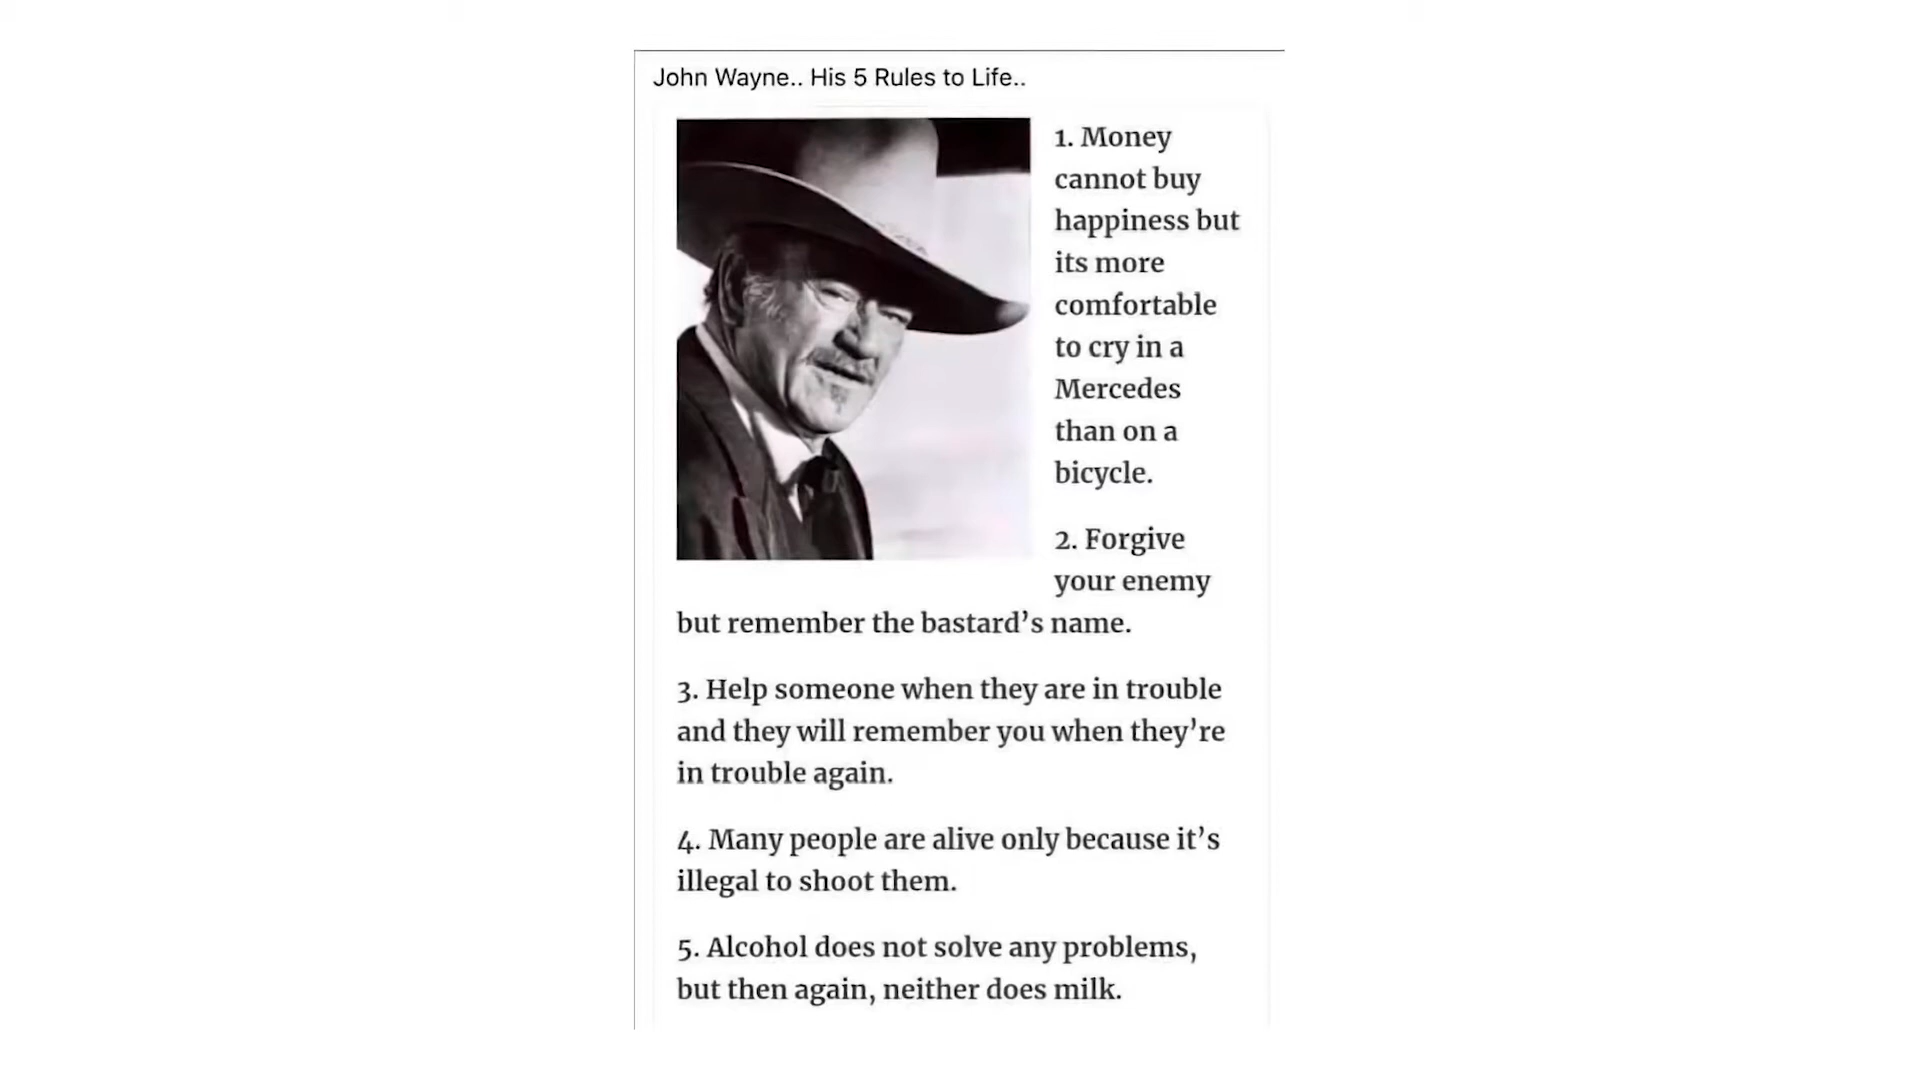 John Wayne.. His 5 Rules to Life..
1. Money
cannot buy
happiness but
its more
comfortable
to cry in a
Mercedes
than on a
bicycle.
2. Forgive
your enemy
but remember the bastard’s name.
3. Help someone when they are in trouble
and they will remember you when they’re
in trouble again.
4. Many people are alive only because it’s
illegal to shoot them.
5. Alcohol does not solve any problems,
but then again, neither does milk.